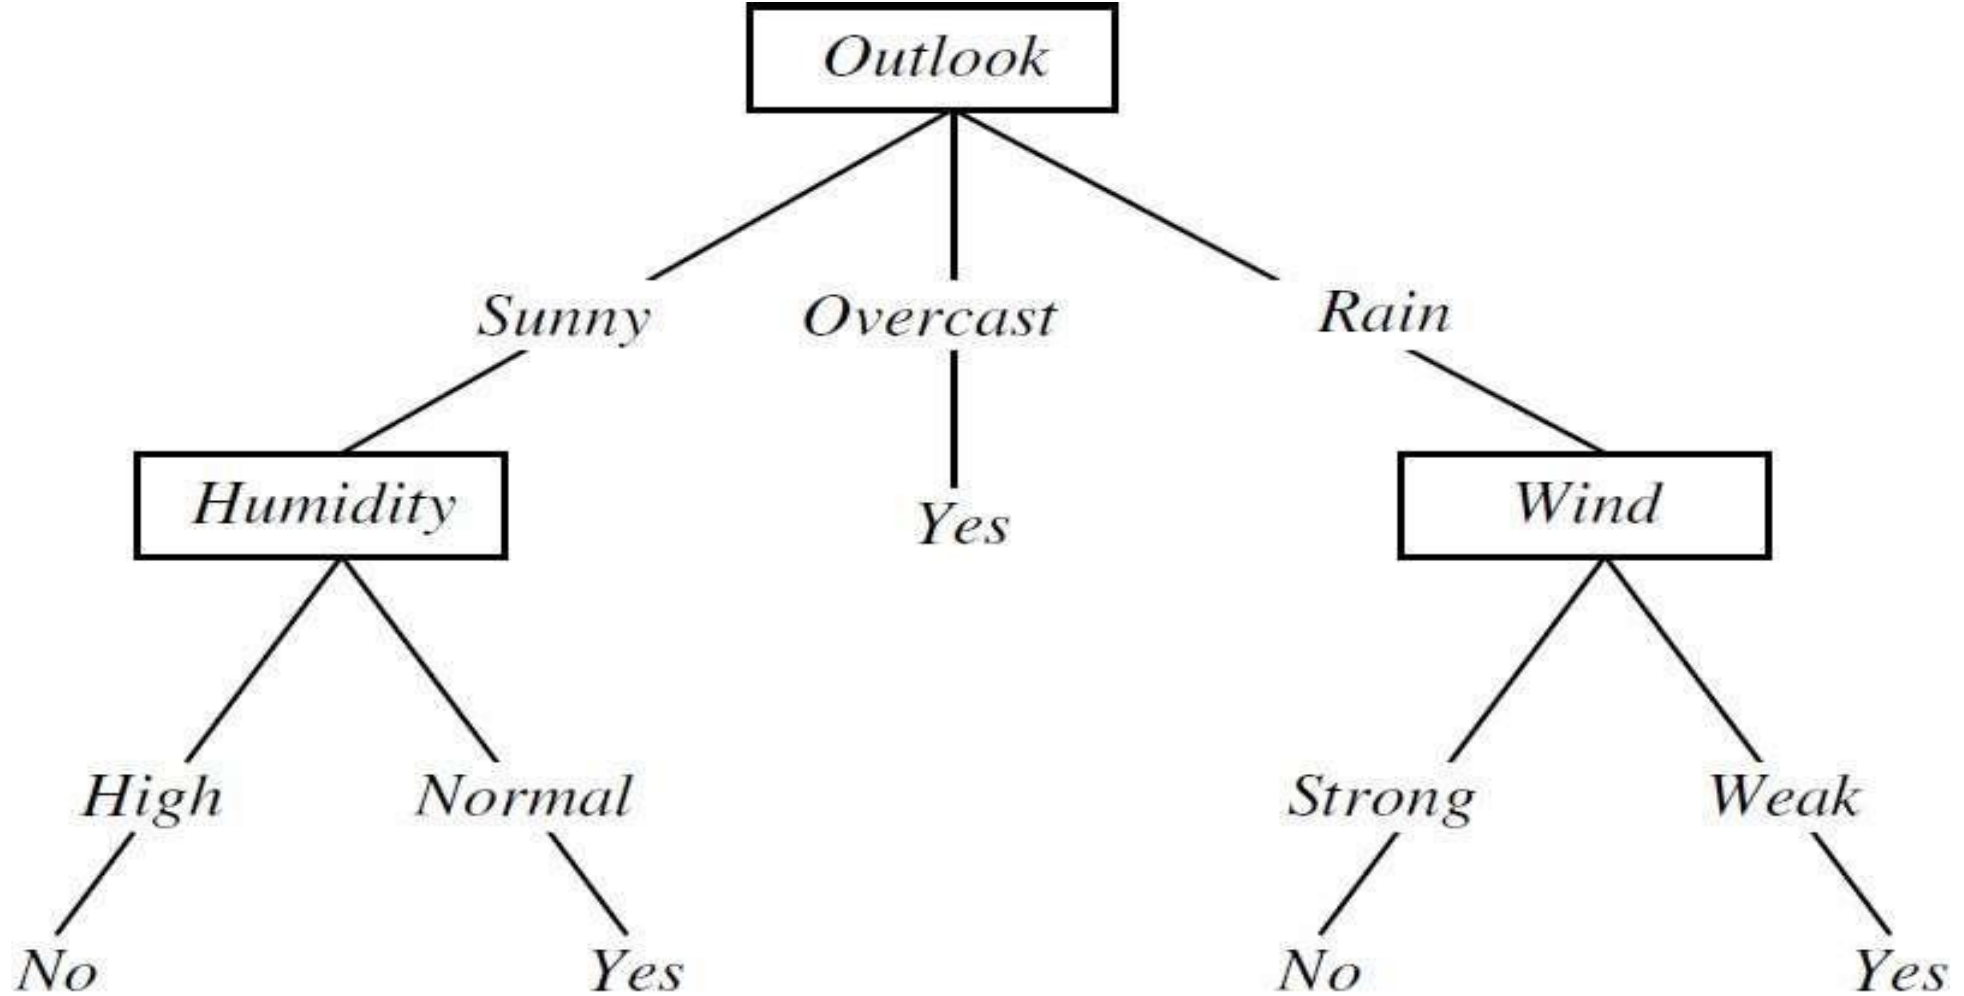 Outlook
Sunny Overcast Rain
Humidity Yes Wind
High Normal Strong Weak
No Yes No Yes